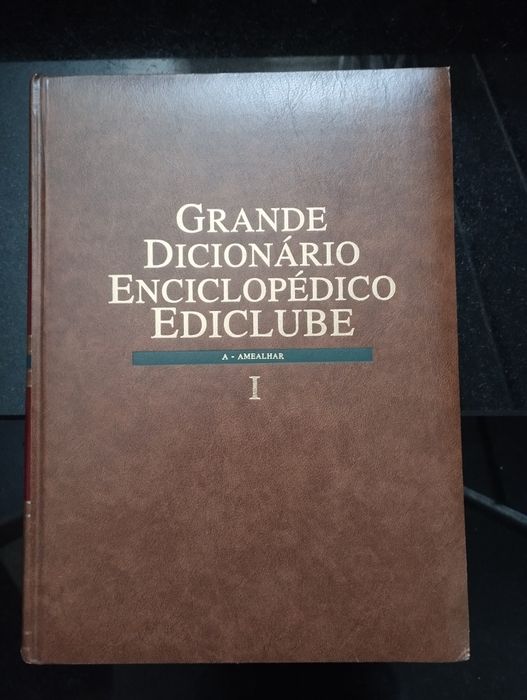 GRANDE
DICIONÁRIO
ENCICLOPÉDICO
EDICLUBE
A - AMEALHAR
I